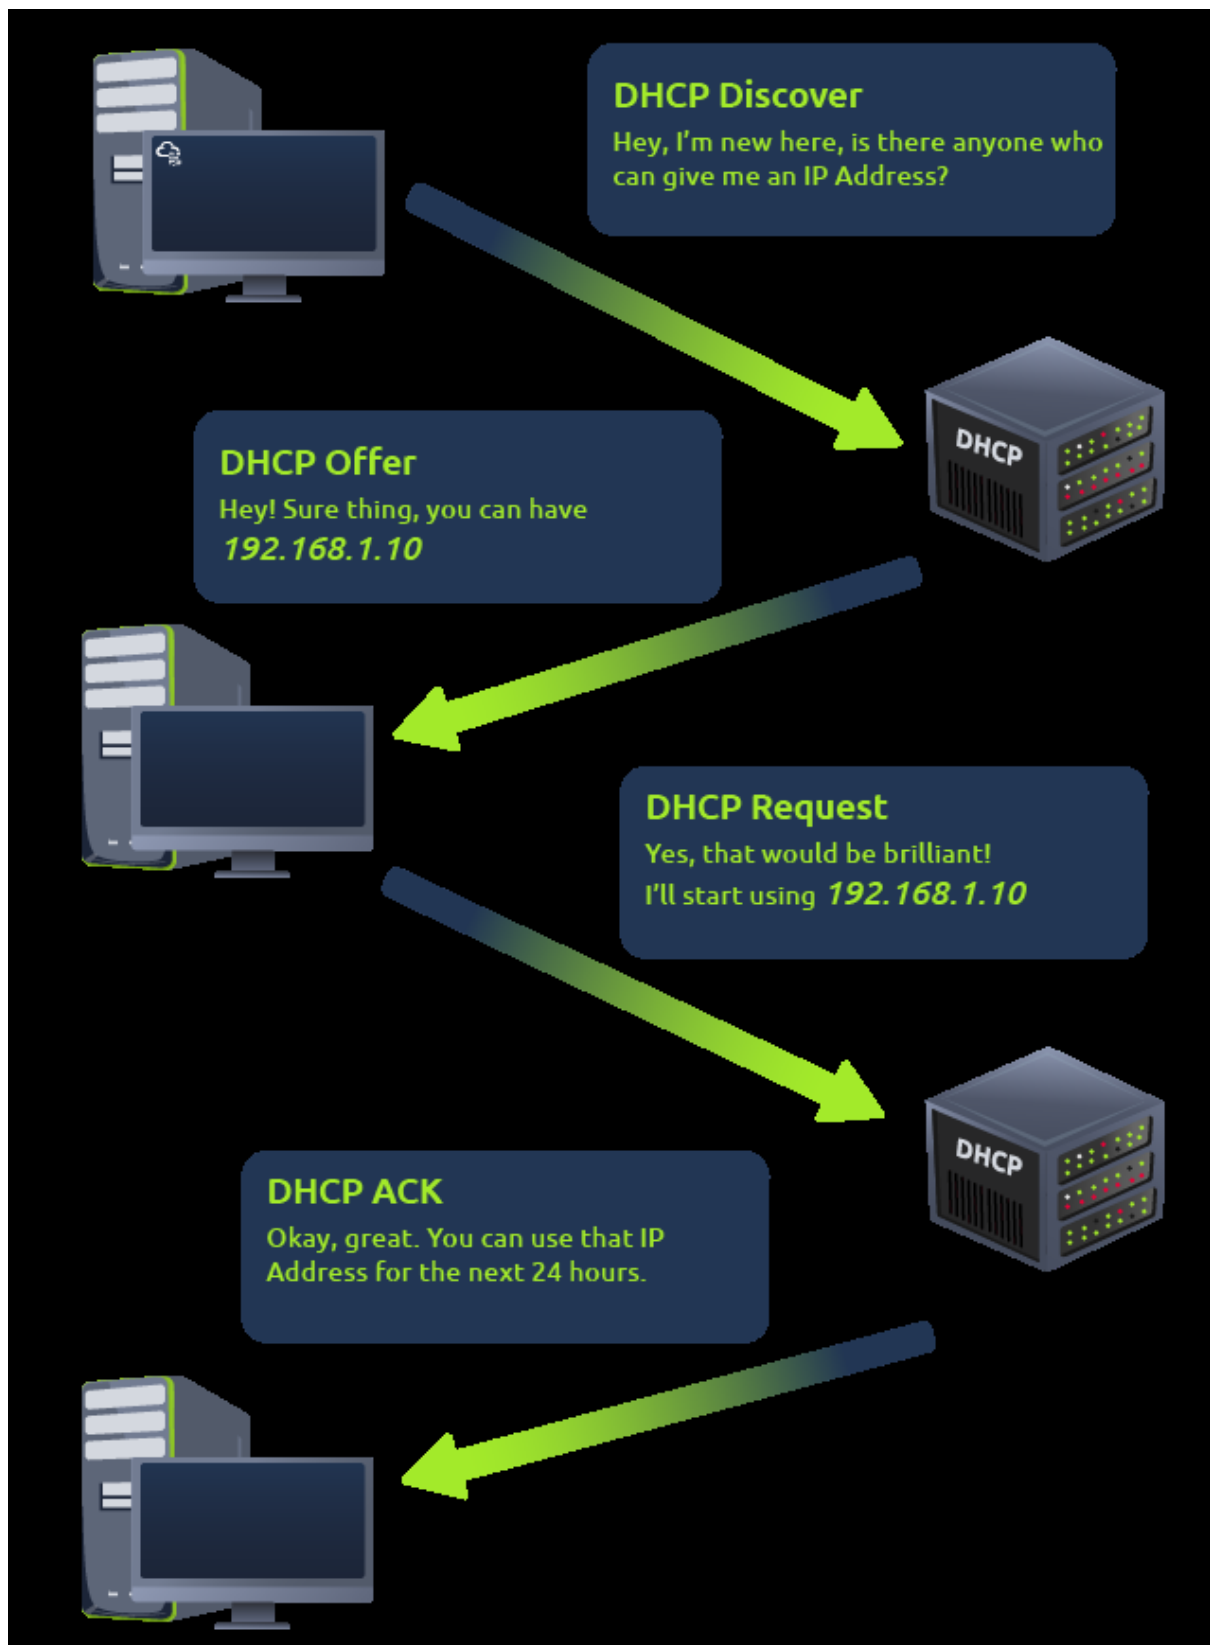 DHCP Discover
Hey, I'm new here, is there anyone who
can give me an IP Address?
DHCP
DHCP Offer
Hey! Sure thing, you can have
192.168.1.10
DHCP Request
Yes, that would be brilliant!
I'll start using 192.168.1.10
DHCP
DHCP ACK
Okay, great. You can use that IP
Address for the next 24 hours.